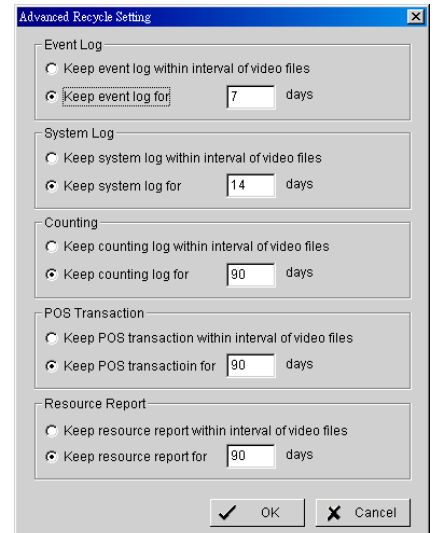 Advanced Recycle Setting
Event Log
Keep event log within interval of video files
Keep event log for 7 days
System Log
Keep system log within interval of video files
Keep system log for 14 days
Counting
Keep counting log within interval of video files
Keep counting log for 90 days
POS Transaction
Keep POS transaction within interval of video files
Keep POS transactioin for 90 days
Resource Report
Keep resource report within interval of video files
Keep resource report for 90 days
OK Cancel